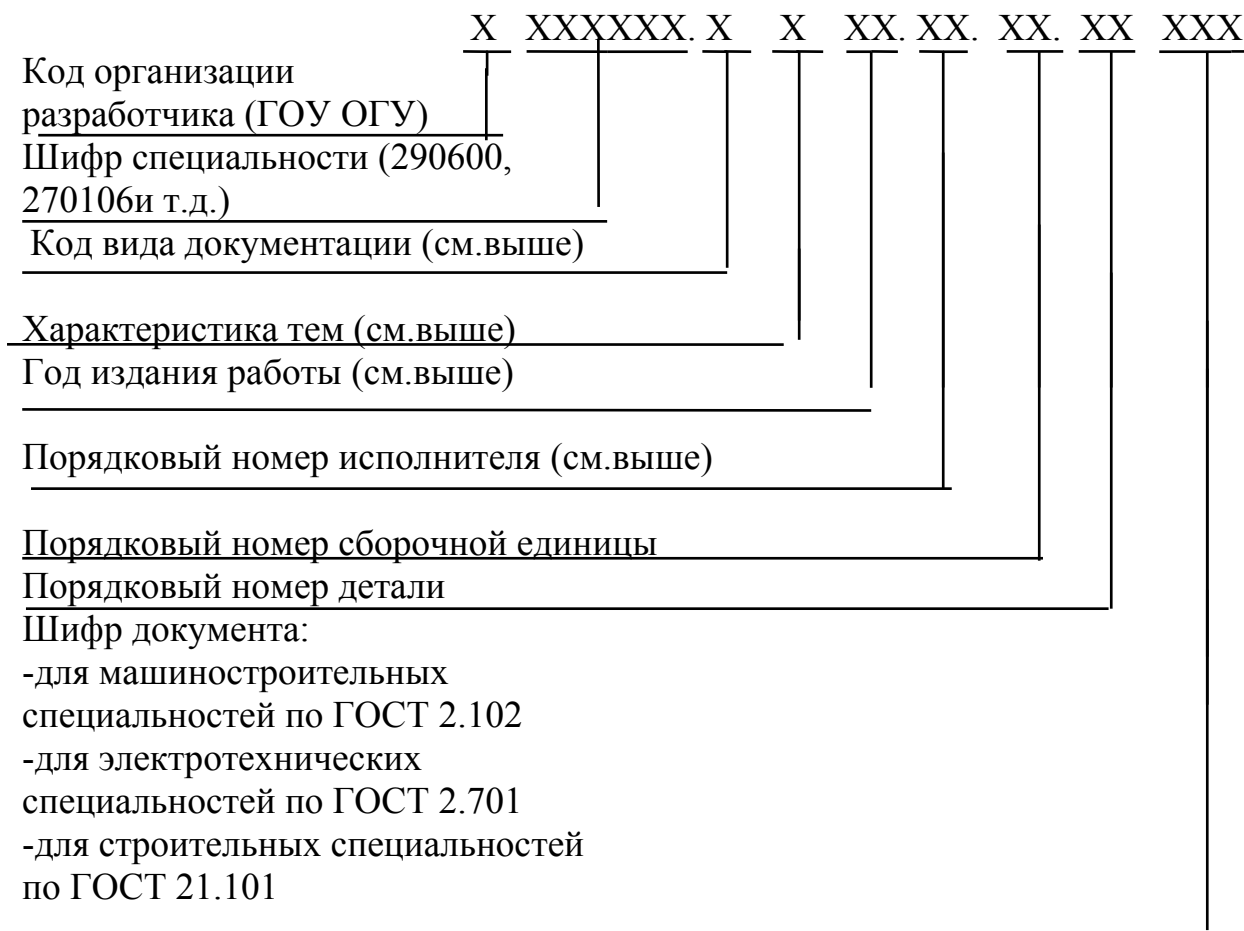 Х ХХХХХХ. Х Х ХХ. ХХ. ХХ. ХХ ХХХ
Код организации
разработчика (ГОУ ОГУ)
Шифр специальности (290600,
270106и т.д.)
Код вида документации (см.выше)
Характеристика тем (см.выше)
Год издания работы (см.выше)
Порядковый номер исполнителя (см.выше)
Порядковый номер сборочной единицы
Порядковый номер детали
Шифр документа:
-для машиностроительных
специальностей по ГОСТ 2.102
-для электротехнических
специальностей по ГОСТ 2.701
-для строительных специальностей
по ГОСТ 21.101